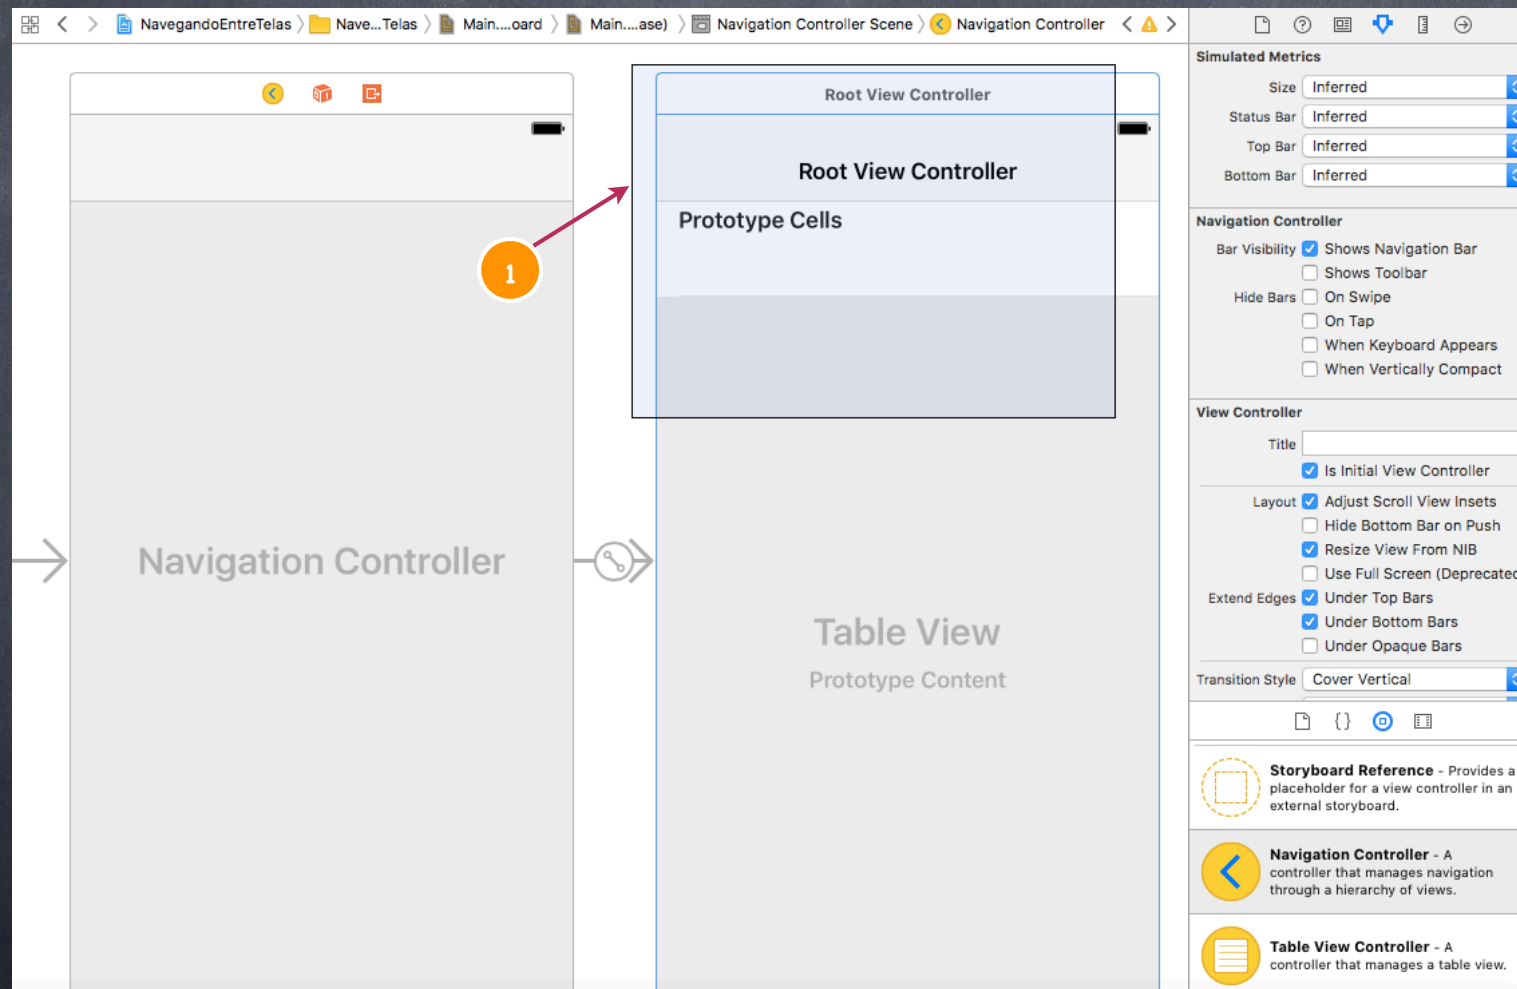 NavegandoEntreTelas Nave...Telas Main....oard Main....ase) Navigation Controller Scene Navigation Controller
Root View Controller
Root View Controller
Prototype Cells
1
Navigation Controller
Table View
Prototype Content
Simulated Metrics
Size Inferred
Status Bar Inferred
Top Bar Inferred
Bottom Bar Inferred
Navigation Controller
Bar Visibility Shows Navigation Bar
Shows Toolbar
Hide Bars On Swipe
On Tap
When Keyboard Appears
When Vertically Compact
View Controller
Title
Is Initial View Controller
Layout Adjust Scroll View Insets
Hide Bottom Bar on Push
Resize View From NIB
Use Full Screen (Deprecated
Extend Edges Under Top Bars
Under Bottom Bars
Under Opaque Bars
Transition Style Cover Vertical
{}
Storyboard Reference - Provides a
placeholder for a view controller in an
external storyboard.
Navigation Controller - A
controller that manages navigation
through a hierarchy of views.
Table View Controller - A
controller that manages a table view.